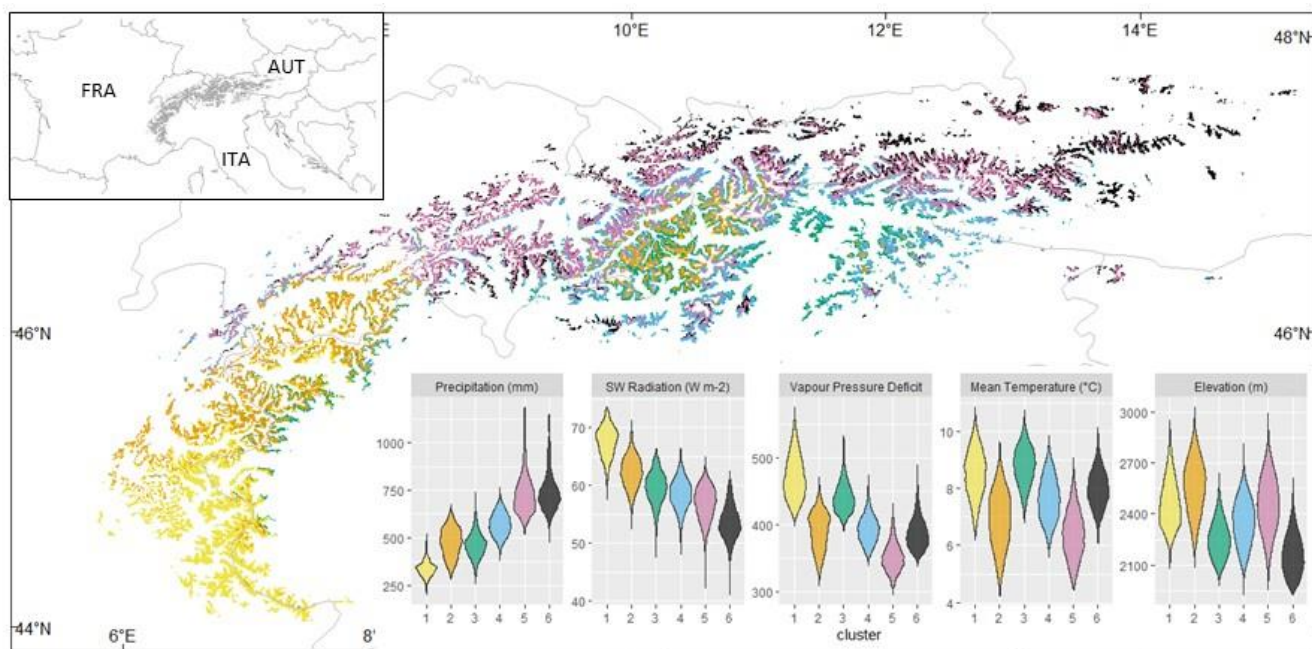 10°E 12°E 14°E
48°N
FRA
AUT
ITA
46°N 46°N
Precipitation (mm) SW Radiation (W m-2) Vapour Pressure Deficit Mean Temperature (°C) Elevation (m)
1000
750
500
250
70
60
50
40
500
400
300
10
8
6
4
3000
2700
2400
2100
1 2 3 4 5 6 1 2 3 4 5 6 1 2 3 4 5 6 1 2 3 4 5 6 1 2 3 4 5 6
cluster
44°N
6°E